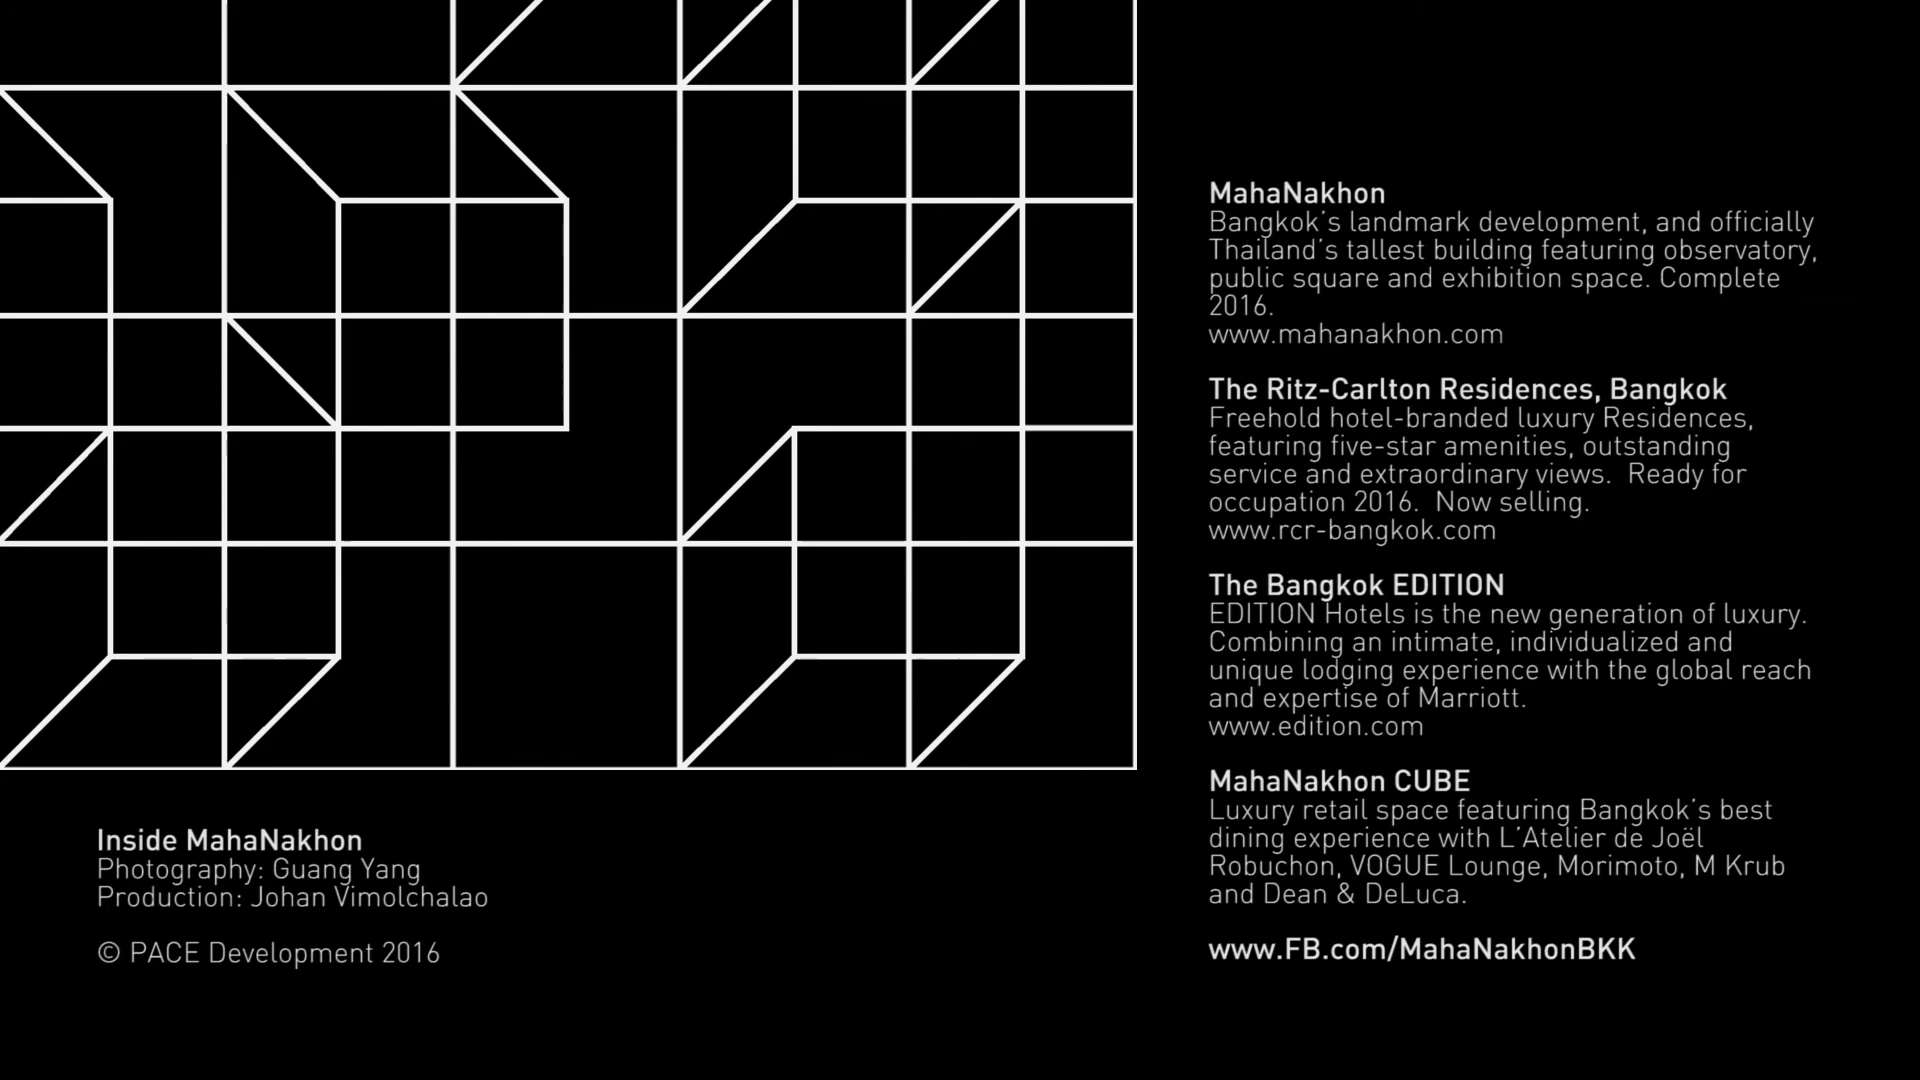 MahaNakhon
Bangkok's landmark development, and officially
Thailand's tallest building featuring observatory,
public square and exhibition space. Complete
2016.
www.mahanakhon.com
The Ritz-Carlton Residences, Bangkok
Freehold hotel-branded luxury Residences,
featuring five-star amenities, outstanding
service and extraordinary views.  Ready for
occupation 2016.  Now selling.
www.rcr-bangkok.com
The Bangkok EDITION
EDITION Hotels is the new generation of luxury.
Combining an intimate, individualized and
unique lodging experience with the global reach
and expertise of Marriott.
www.edition.com
MahaNakhon CUBE
Luxury retail space featuring Bangkok's best
dining experience with L'Atelier de Joël
Robuchon, VOGUE Lounge, Morimoto, M Krub
and Dean & DeLuca.
www.FB.com/MahaNakhonBKK
Inside MahaNakhon
Photography: Guang Yang
Production: Johan Vimolchalao
© PACE Development 2016